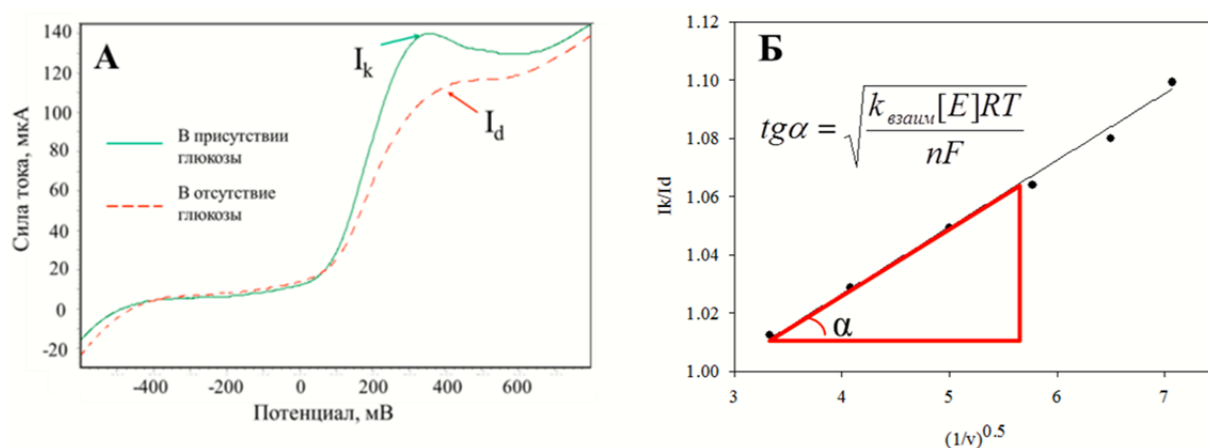 А
140
120
100
80
60
40
20
0
-20
Сила тока, мкА
I_k
I_d
В присутствии
глюкозы
В отсутствие
глюкозы
-400 -200 0 200 400 600
Потенциал, мВ
Б
1.12
1.10
1.08
1.06
1.04
1.02
1.00
Ik/Id
tgα = √(k_взаим[E]RT / nF)
α
3 4 5 6 7
(1/v)^0.5